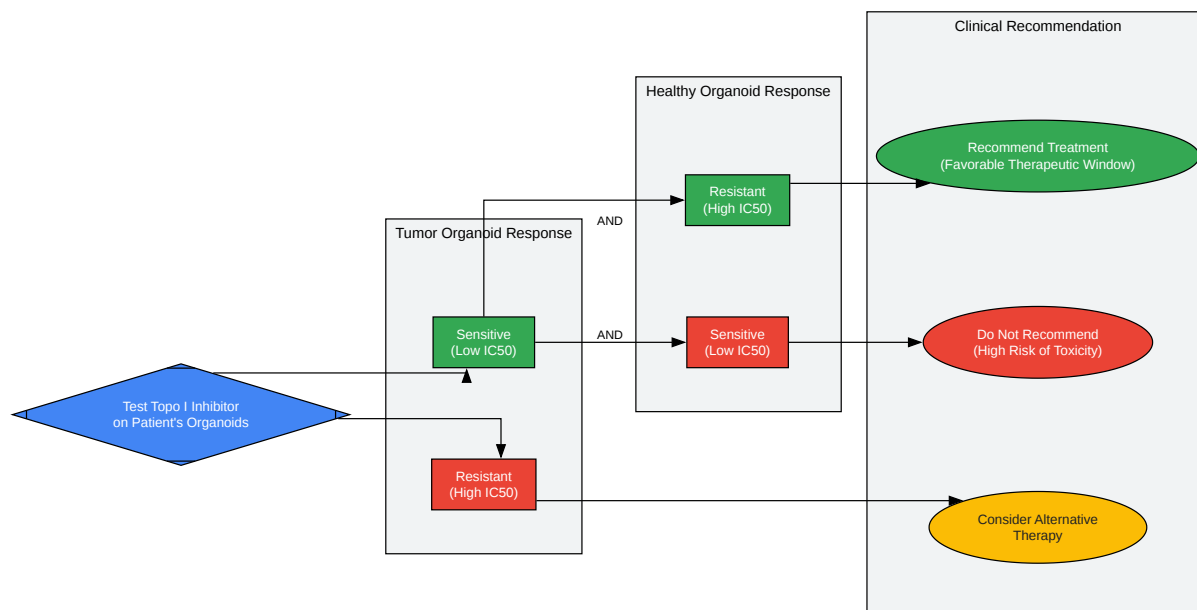 Clinical Recommendation
Healthy Organoid Response
Recommend Treatment
(Favorable Therapeutic Window)
Resistant
(High IC50)
AND
Tumor Organoid Response
Sensitive
(Low IC50)
AND
Sensitive
(Low IC50)
Do Not Recommend
(High Risk of Toxicity)
Test Topo I Inhibitor
on Patient's Organoids
Resistant
(High IC50)
Consider Alternative
Therapy